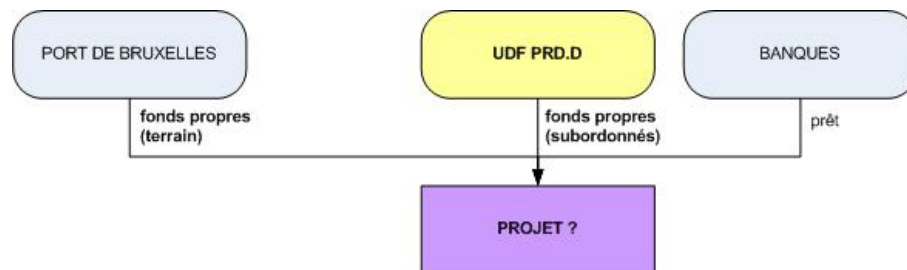 PORT DE BRUXELLES
UDF PRD.D
BANQUES
fonds propres
(terrain)
fonds propres
(subordonnés)
prêt
PROJET ?